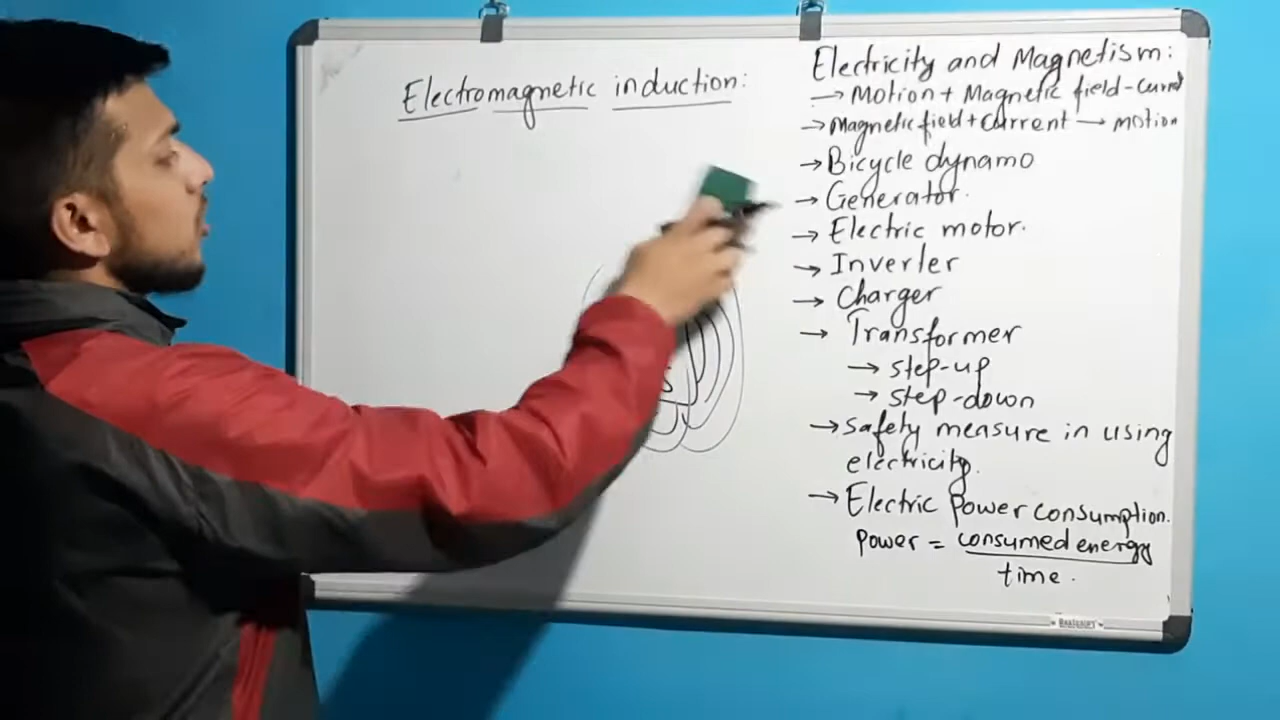 Electromagnetic induction:
Electricity and Magnetism:
→ Motion + Magnetic field-current
→ Magnetic field + current → motion
→ Bicycle dynamo
→ Generator.
→ Electric motor.
→ Inverter
→ Charger
→ Transformer
→ step-up
→ step-down
→ safety measure in using
electricity.
→ Electric Power consumption.
Power = consumed energy
time.
S